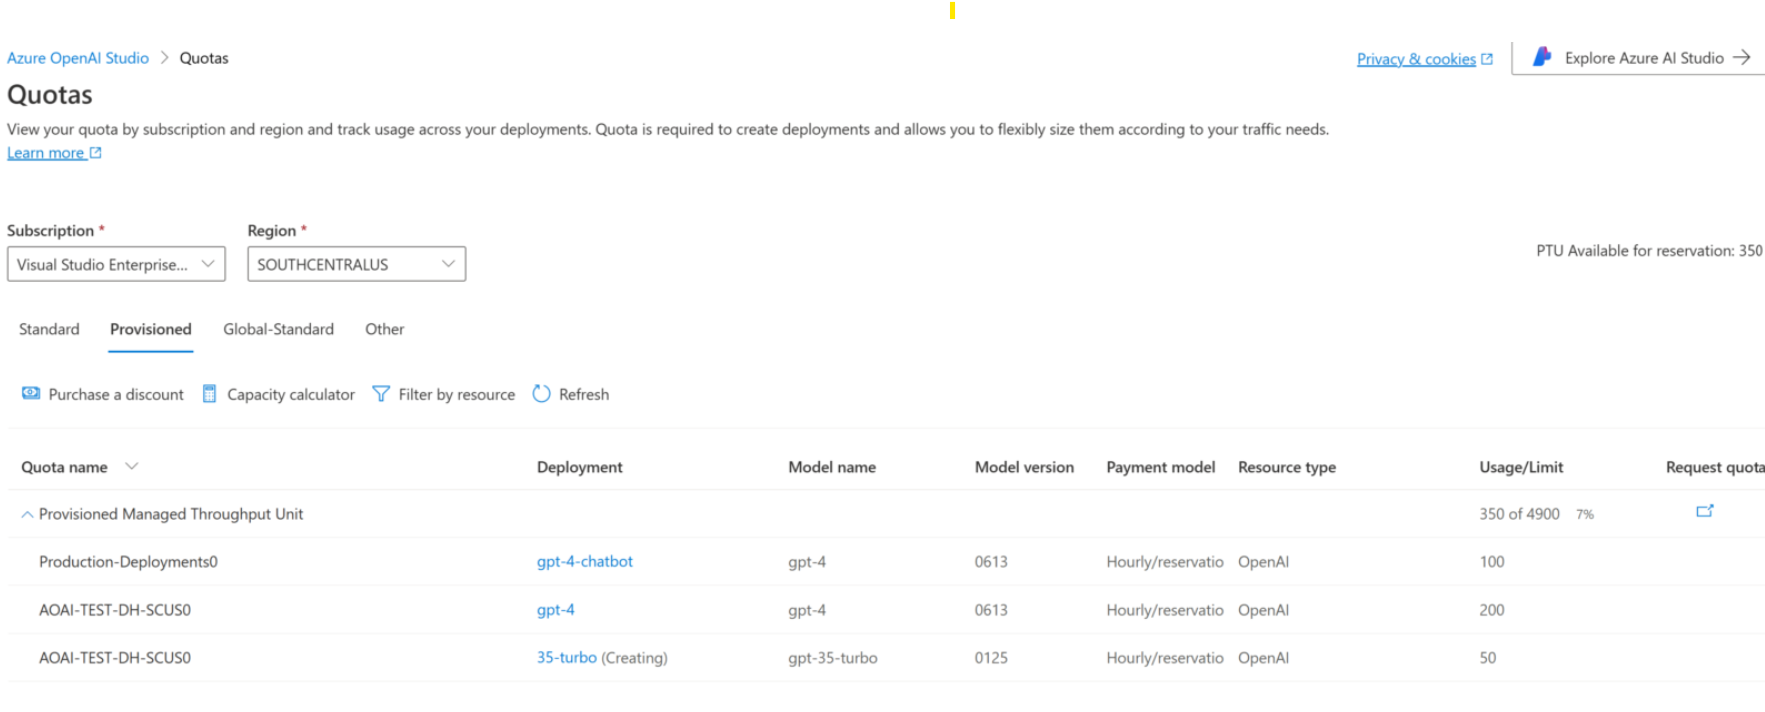 Azure OpenAI Studio > Quotas
Privacy & cookies
Explore Azure AI Studio →
Quotas
View your quota by subscription and region and track usage across your deployments. Quota is required to create deployments and allows you to flexibly size them according to your traffic needs.
Learn more
Subscription *
Region *
Visual Studio Enterprise...
SOUTHCENTRALUS
PTU Available for reservation: 350
Standard Provisioned Global-Standard Other
Purchase a discount Capacity calculator Filter by resource Refresh
Quota name Deployment Model name Model version Payment model Resource type Usage/Limit Request quota
Provisioned Managed Throughput Unit 350 of 4900 7%
Production-Deployments0 gpt-4-chatbot gpt-4 0613 Hourly/reservatio OpenAI 100
AOAI-TEST-DH-SCUS0 gpt-4 gpt-4 0613 Hourly/reservatio OpenAI 200
AOAI-TEST-DH-SCUS0 35-turbo (Creating) gpt-35-turbo 0125 Hourly/reservatio OpenAI 50